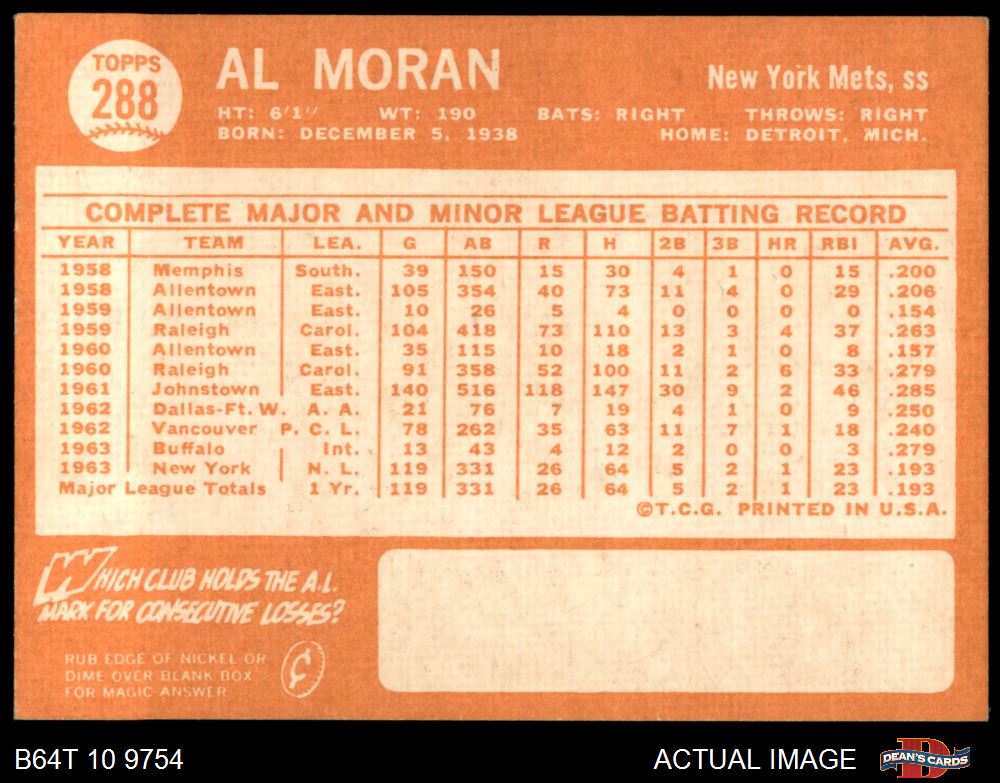 TOPPS
288
AL MORAN
New York Mets, ss
HT: 6'1" WT: 190 BATS: RIGHT THROWS: RIGHT
BORN: DECEMBER 5, 1938 HOME: DETROIT, MICH.
COMPLETE MAJOR AND MINOR LEAGUE BATTING RECORD
YEAR TEAM LEA. G AB R H 2B 3B HR RBI AVG.
1958 Memphis South. 39 150 15 30 4 1 0 15 .200
1958 Allentown East. 105 354 40 73 11 4 0 29 .206
1959 Allentown East. 10 26 5 4 0 0 0 0 .154
1959 Raleigh Carol. 104 418 73 110 13 3 4 37 .263
1960 Allentown East. 35 115 10 18 2 1 0 8 .157
1960 Raleigh Carol. 91 358 52 100 11 2 6 33 .279
1961 Johnstown East. 140 516 118 147 30 9 2 46 .285
1962 Dallas-Ft. W. A. A. 21 76 7 19 4 1 0 9 .250
1962 Vancouver P. C. L. 78 262 35 63 11 7 1 18 .240
1963 Buffalo Int. 13 43 4 12 2 0 0 3 .279
1963 New York N. L. 119 331 26 64 5 2 1 23 .193
Major League Totals 1 Yr. 119 331 26 64 5 2 1 23 .193
©T.C.G. PRINTED IN U.S.A.
WHICH CLUB HOLDS THE A.L.
MARK FOR CONSECUTIVE LOSSES?
RUB EDGE OF NICKEL OR
DIME OVER BLANK BOX
FOR MAGIC ANSWER
¢
B64T 10 9754
ACTUAL IMAGE
D
DEAN'S CARDS